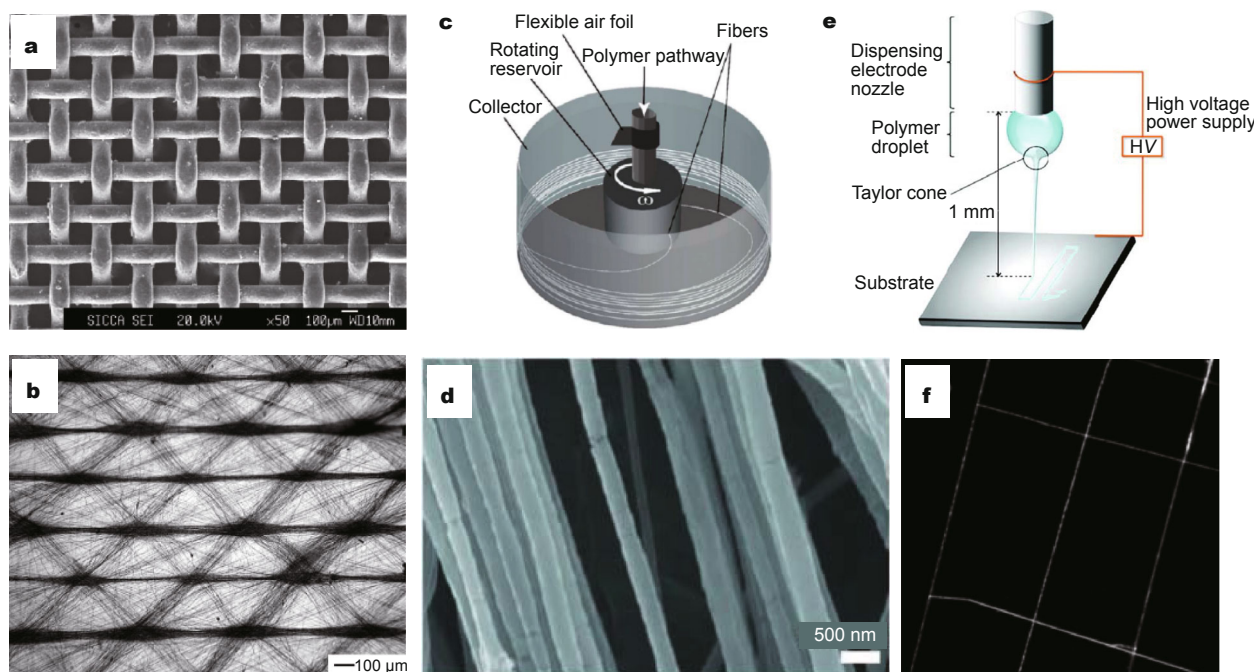 a
SICCA SEI 20.0kV ×50 100µm WD10mm
b
100 µm
c
Flexible air foil
Polymer pathway
Fibers
Rotating
reservoir
Collector
ω
d
500 nm
e
Dispensing
electrode
nozzle
High voltage
power supply
HV
Polymer
droplet
Taylor cone
1 mm
Substrate
f